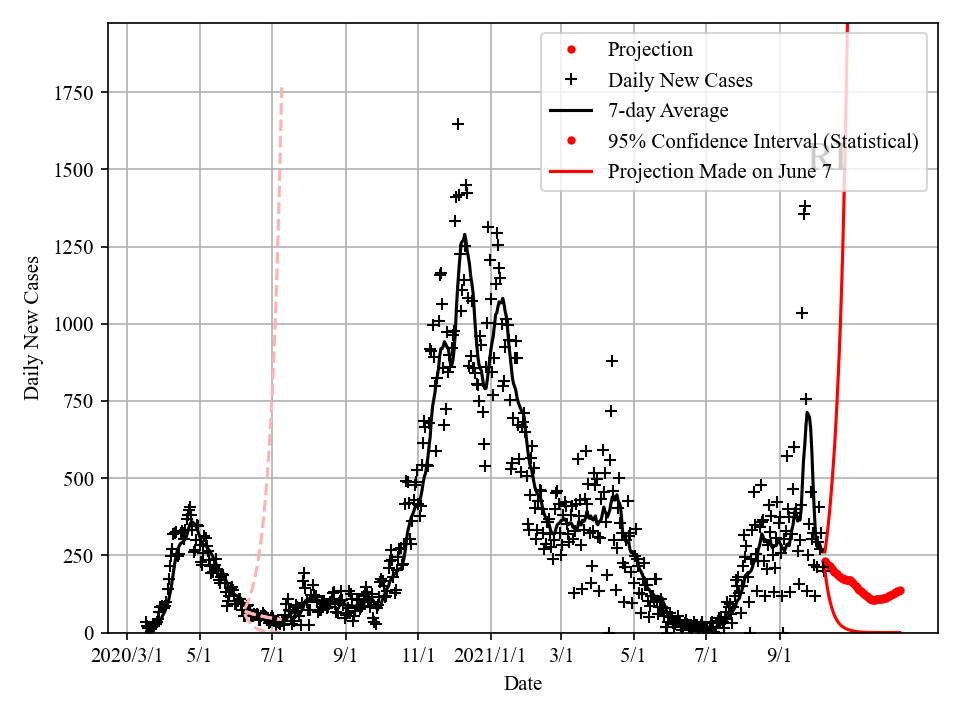 Projection
Daily New Cases
7-day Average
95% Confidence Interval (Statistical)
Projection Made on June 7
RI
Daily New Cases
1750
1500
1250
1000
750
500
250
0
2020/3/1 5/1 7/1 9/1 11/1 2021/1/1 3/1 5/1 7/1 9/1
Date